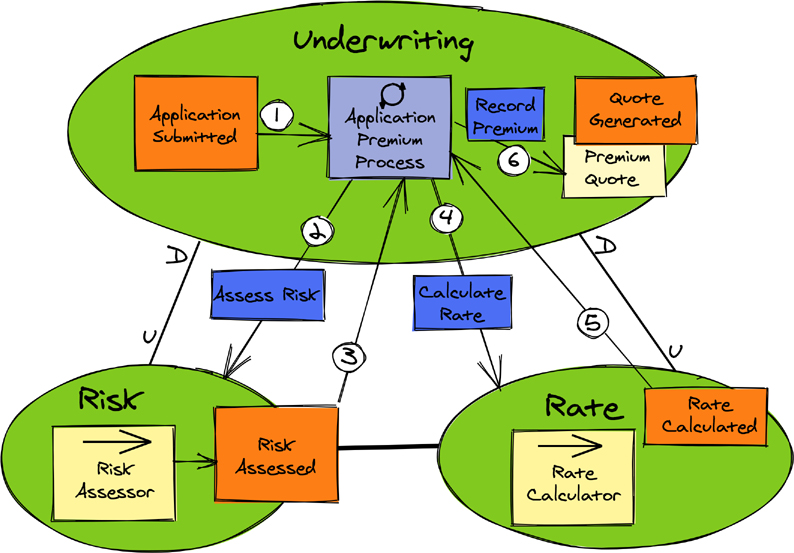 Underwriting
Application
Submitted
1
Application
Premium
Process
Record
Premium
6
Quote
Generated
Premium
Quote
2
4
D
D
Assess Risk
Calculate
Rate
U
3
5
U
Risk
Risk
Assessor
Risk
Assessed
Rate
Rate
Calculator
Rate
Calculated